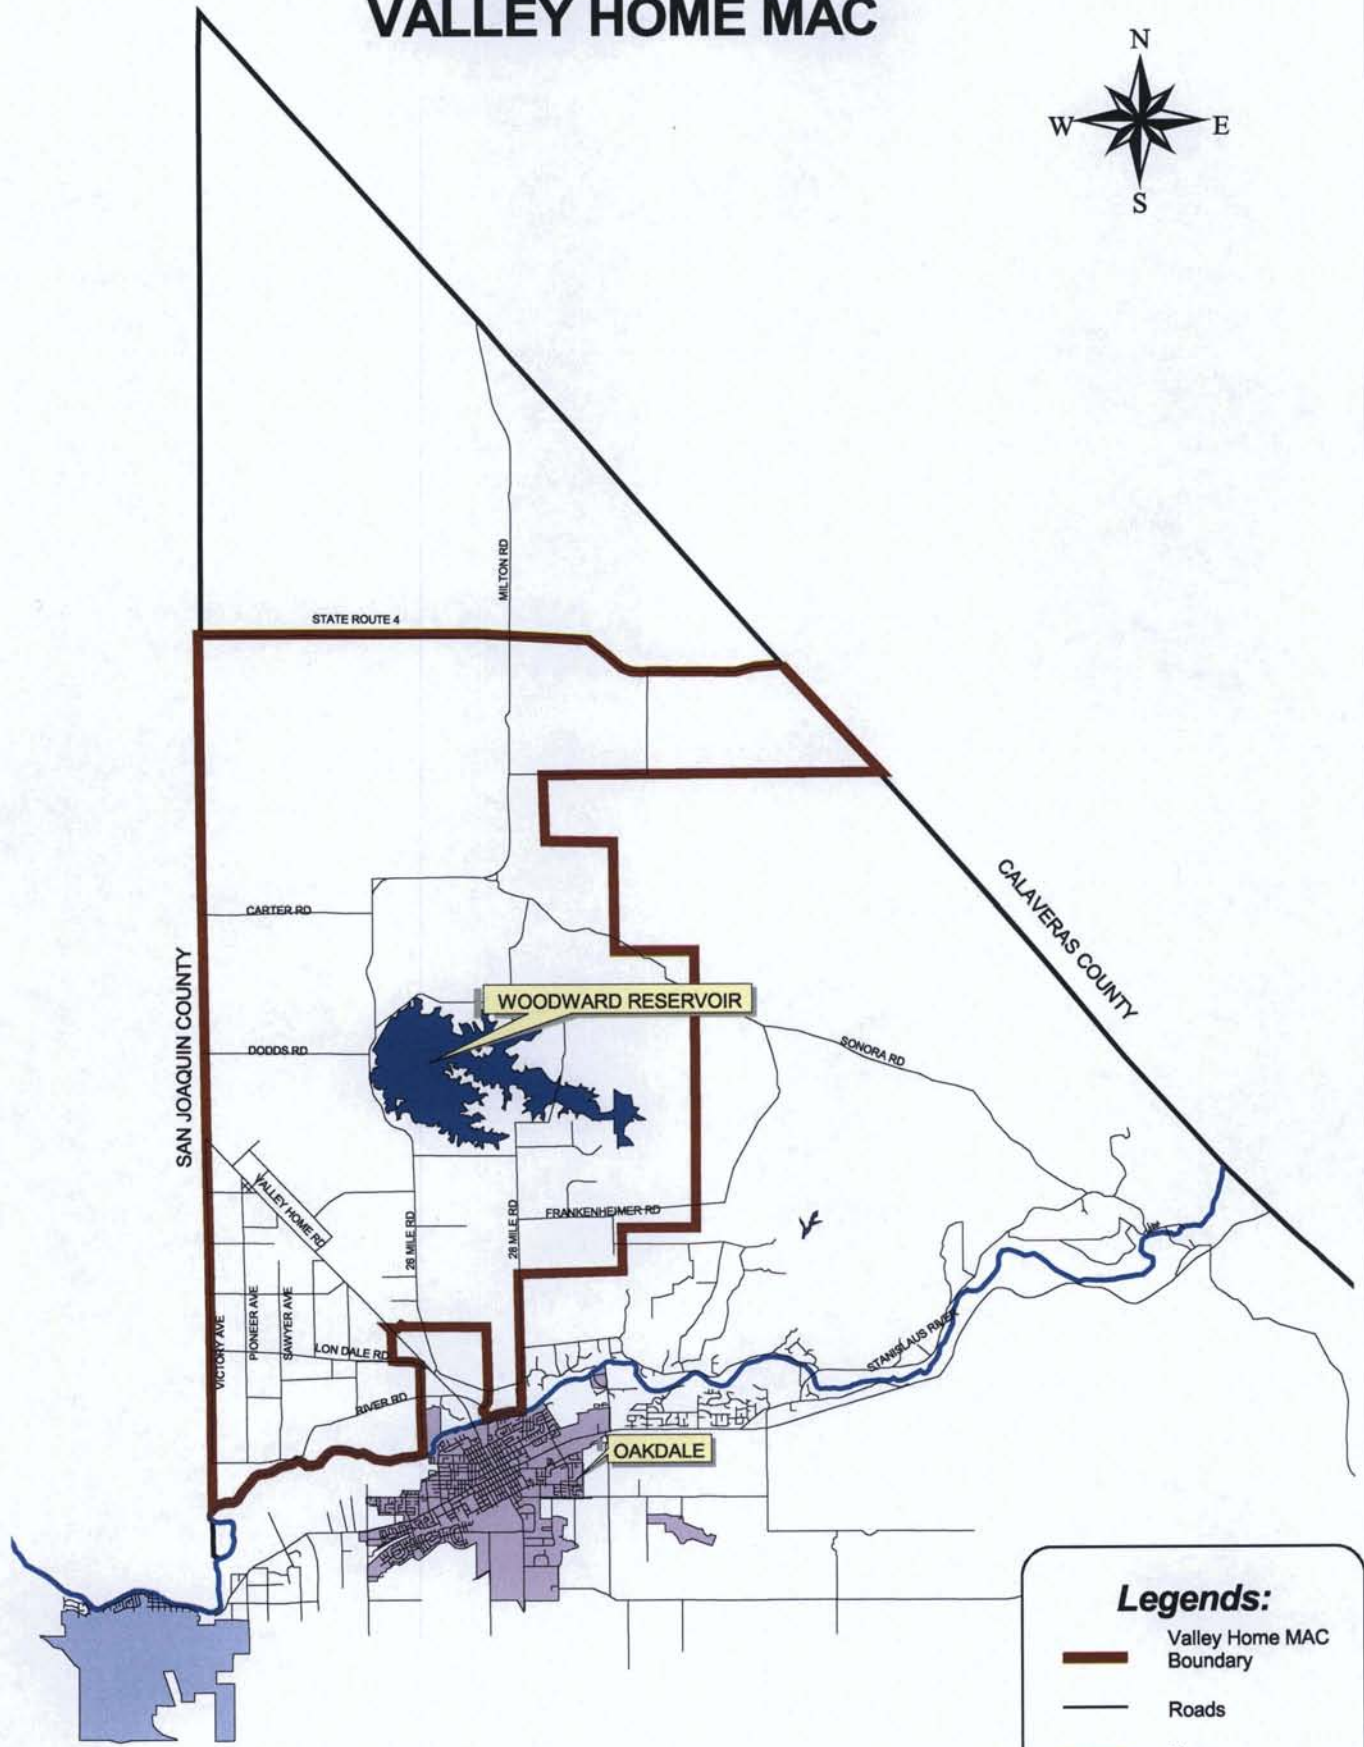 VALLEY HOME MAC
N
W
E
S
MILTON RD
STATE ROUTE 4
CALAVERAS COUNTY
CARTER RD
SAN JOAQUIN COUNTY
WOODWARD RESERVOIR
DODDS RD
SONORA RD
VALLEY HOME RD
26 MILE RD
28 MILE RD
FRANKENHEIMER RD
VICTORY AVE
PIONEER AVE
SAWYER AVE
LON DALE RD
STANISLAUS RIVER
RIVER RD
OAKDALE
Legends:
Valley Home MAC
Boundary
Roads